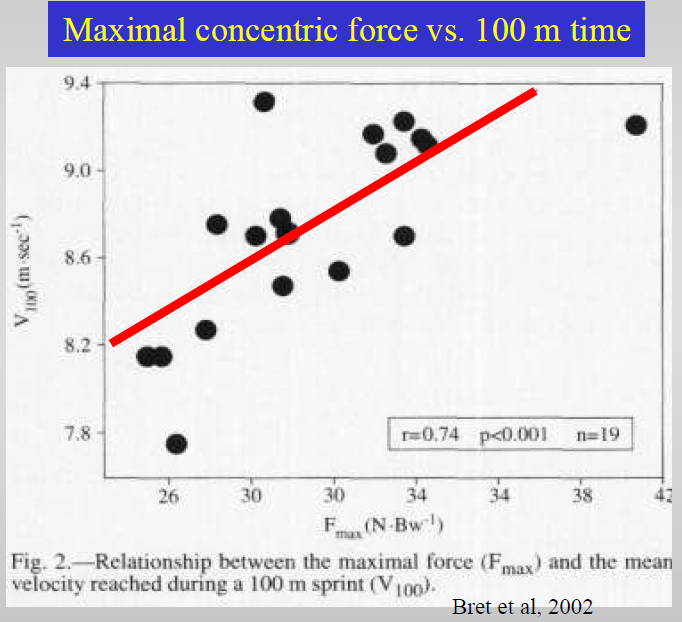 Maximal concentric force vs. 100 m time
9.4
9.0
8.6
8.2
7.8
V100 (m·sec-1)
r=0.74 p<0.001 n=19
26 30 30 34 34 38 42
Fmax (N·Bw-1)
Fig. 2.—Relationship between the maximal force (Fmax) and the mean
velocity reached during a 100 m sprint (V100).
Bret et al, 2002